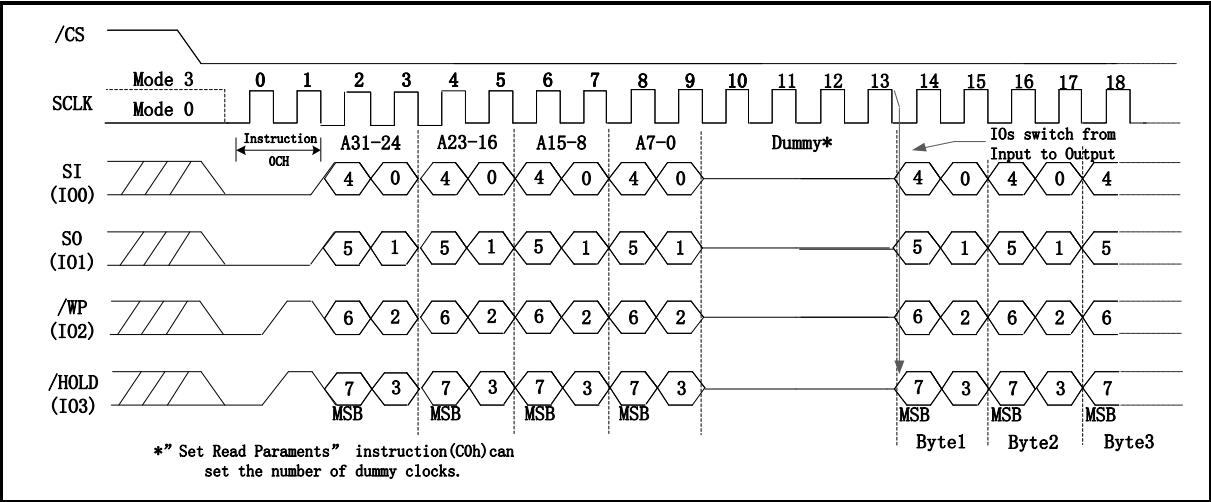 /CS
Mode 3
0 1 2 3 4 5 6 7 8 9 10 11 12 13 14 15 16 17 18
SCLK
Mode 0
Instruction
0CH
A31-24 A23-16 A15-8 A7-0 Dummy*
IOs switch from
Input to Output
SI
(IO0)
4 0 4 0 4 0 4 0 4 0 4 0 4
SO
(IO1)
5 1 5 1 5 1 5 1 5 1 5 1 5
/WP
(IO2)
6 2 6 2 6 2 6 2 6 2 6 2 6
/HOLD
(IO3)
7 3 7 3 7 3 7 3 7 3 7 3 7
MSB MSB MSB MSB MSB MSB MSB
Byte1 Byte2 Byte3
*" Set Read Paraments" instruction(C0h)can
set the number of dummy clocks.